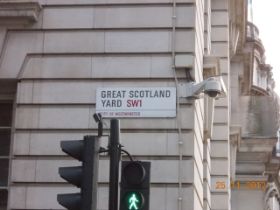 GREAT SCOTLAND
YARD SW1
CITY OF WESTMINSTER